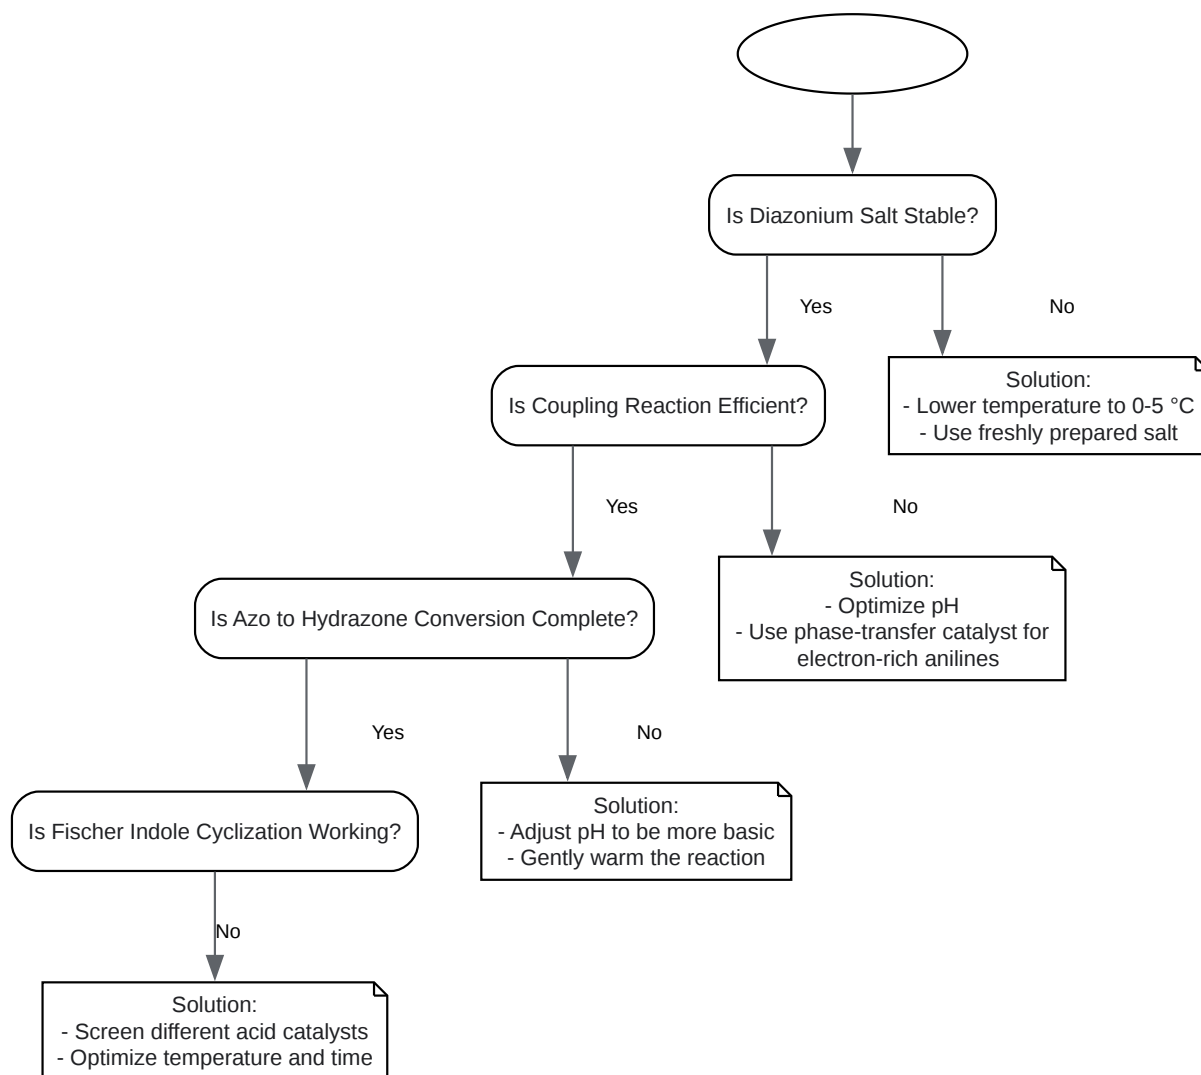 Is Diazonium Salt Stable?
Yes
No
Is Coupling Reaction Efficient?
Solution:
- Lower temperature to 0-5 °C
- Use freshly prepared salt
Yes
No
Is Azo to Hydrazone Conversion Complete?
Solution:
- Optimize pH
- Use phase-transfer catalyst for
electron-rich anilines
Yes
No
Is Fischer Indole Cyclization Working?
Solution:
- Adjust pH to be more basic
- Gently warm the reaction
No
Solution:
- Screen different acid catalysts
- Optimize temperature and time